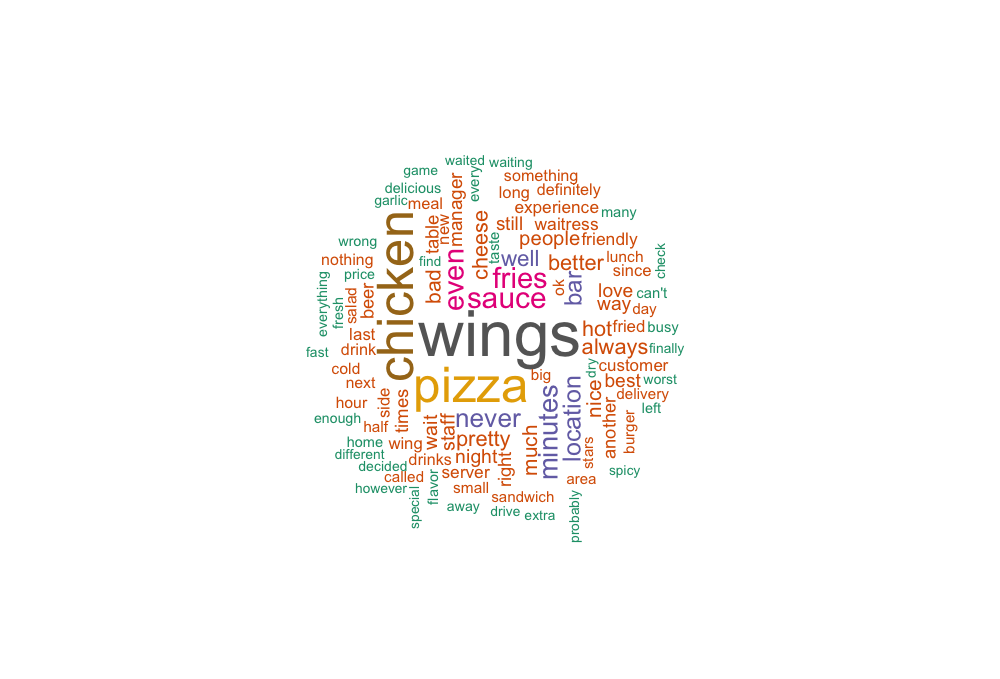 waited
waiting
game
every
something
delicious
long
definitely
garlic
meal
manager
experience
many
new
table
cheese
still
waitress
wrong
taste
people
friendly
chicken
nothing
find
well
better
lunch
check
price
bad
even
fries
ok
bar
since
everything
fresh
salad
beer
sauce
love
can't
way
day
last
wings
hot
fried
busy
fast
drink
always
finally
cold
pizza
big
dry
customer
next
best
worst
hour
side
times
minutes
location
nice
delivery
left
enough
half
wait
staff
never
another
burger
home
wing
pretty
much
stars
different
drinks
night
right
decided
called
server
area
spicy
however
special
flavor
small
sandwich
away
drive
extra
probably